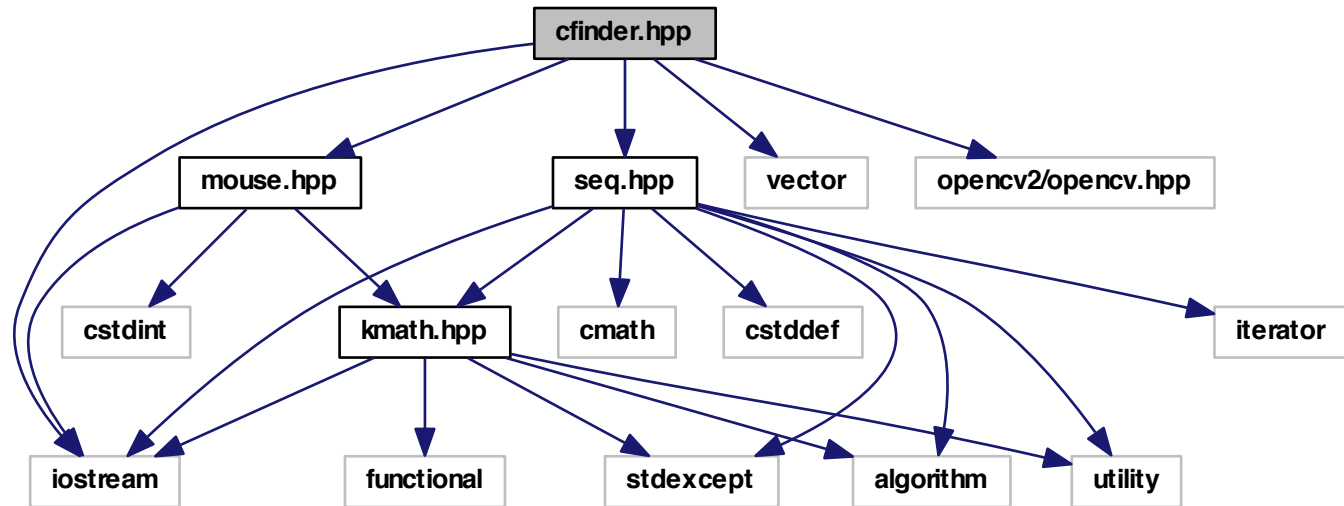 cfinder.hpp
mouse.hpp
seq.hpp
vector
opencv2/opencv.hpp
cstdint
kmath.hpp
cmath
cstddef
iterator
iostream
functional
stdexcept
algorithm
utility